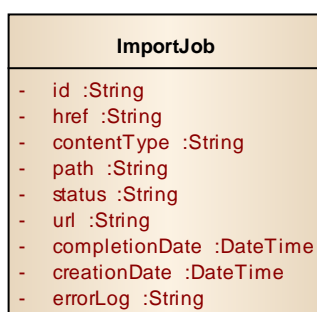 ImportJob
- id :String
- href :String
- contentType :String
- path :String
- status :String
- url :String
- completionDate :DateTime
- creationDate :DateTime
- errorLog :String